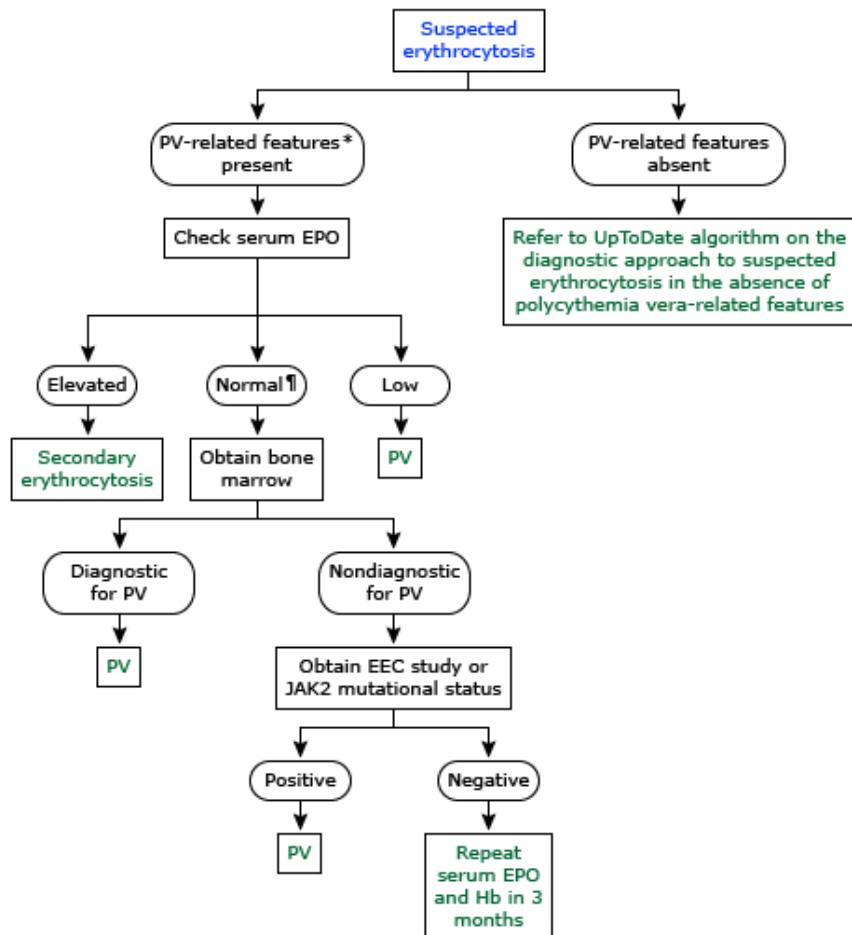 Suspected
erythrocytosis
PV-related features*
present
PV-related features
absent
Check serum EPO
Refer to UpToDate algorithm on the
diagnostic approach to suspected
erythrocytosis in the absence of
polycythemia vera-related features
Elevated
Normal¶
Low
Secondary
erythrocytosis
Obtain bone
marrow
PV
Diagnostic
for PV
Nondiagnostic
for PV
PV
Obtain EEC study or
JAK2 mutational status
Positive
Negative
PV
Repeat
serum EPO
and Hb in 3
months